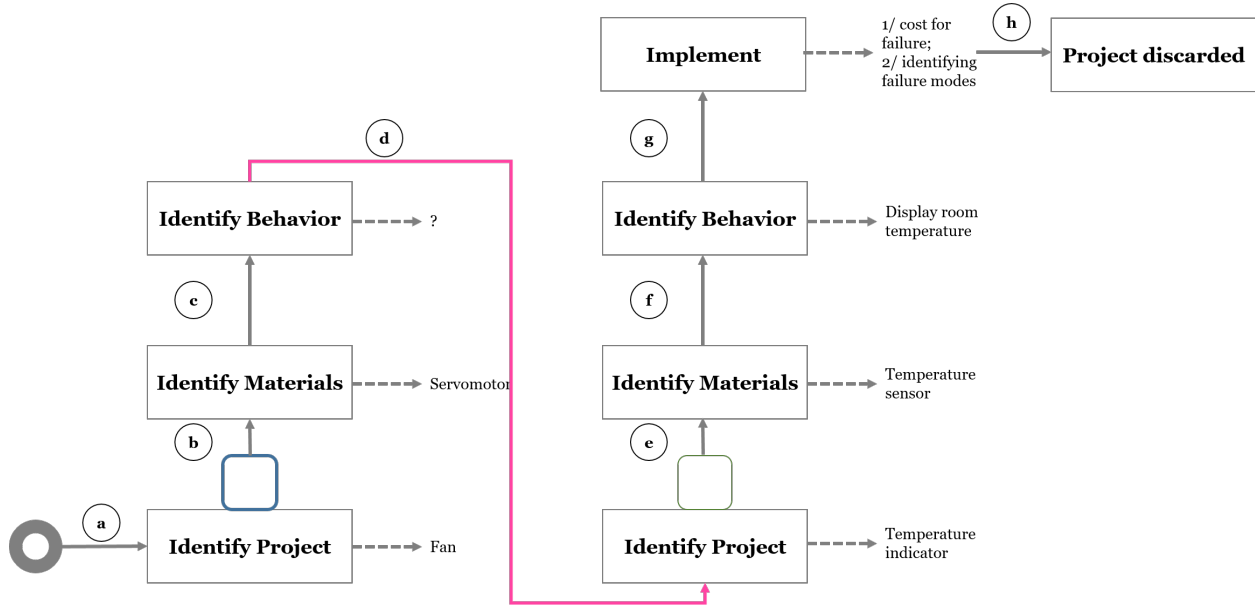 1/ cost for
failure;
2/ identifying
failure modes
h
Implement
Project discarded
d
g
Identify Behavior
?
Identify Behavior
Display room
temperature
c
f
Identify Materials
Servomotor
Identify Materials
Temperature
sensor
b
e
a
Identify Project
Fan
Identify Project
Temperature
indicator